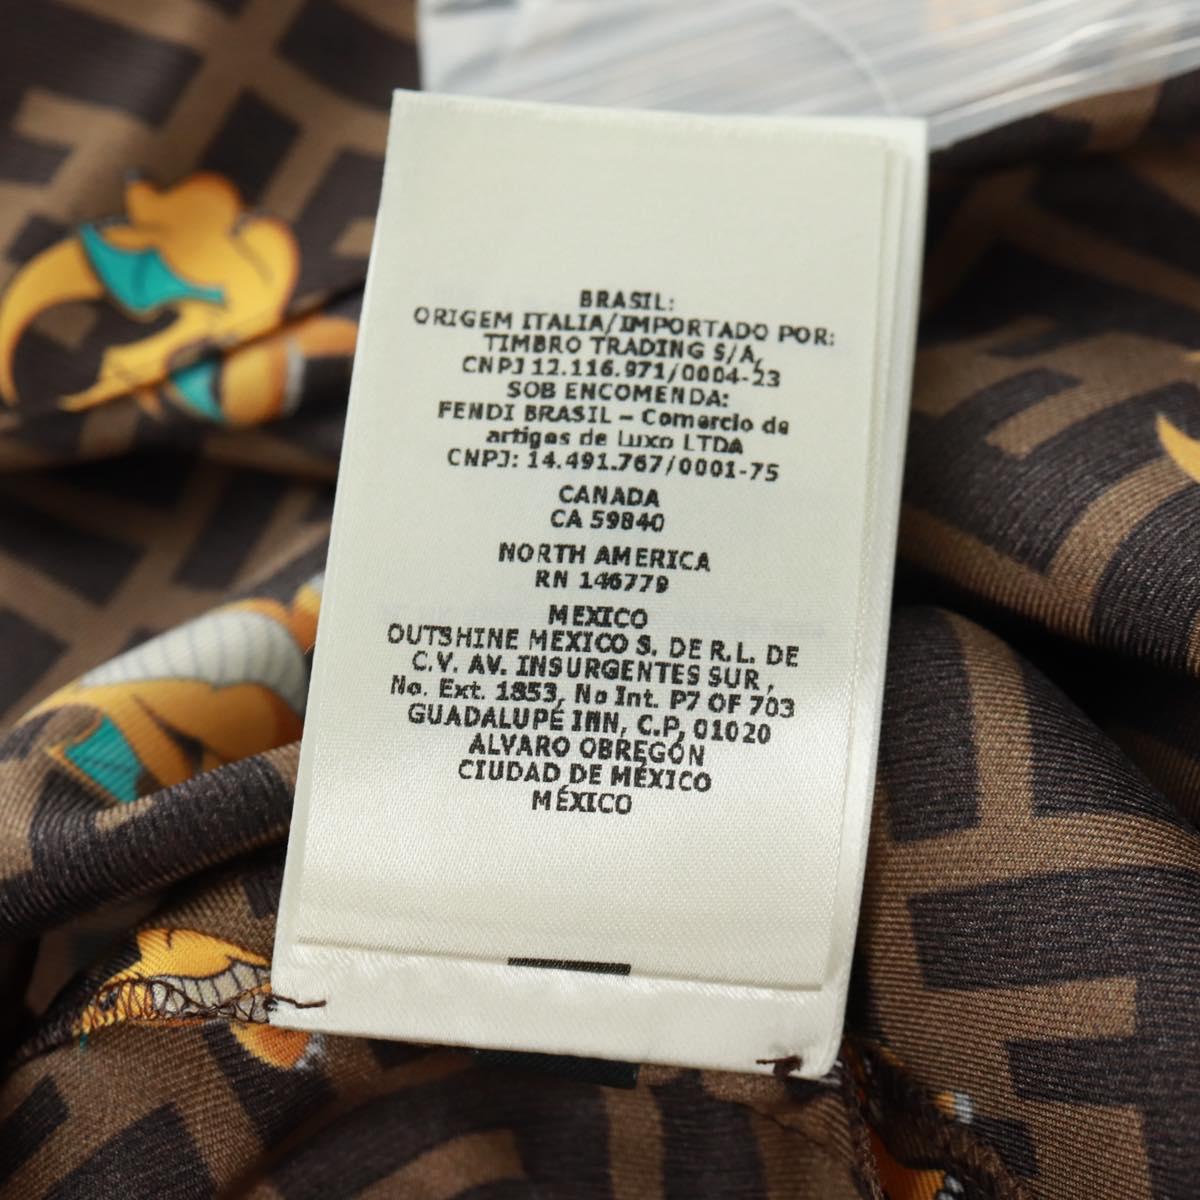 BRASIL:
ORIGEM ITALIA/IMPORTADO POR:
TIMBRO TRADING S/A,
CNPJ 12.116.971/0004-23
SOB ENCOMENDA:
FENDI BRASIL – Comercio de
artigos de Luxo LTDA
CNPJ: 14.491.767/0001-75
CANADA
CA 59840
NORTH AMERICA
RN 146779
MEXICO
OUTSHINE MEXICO S. DE R.L. DE
C.V. AV. INSURGENTES SUR,
No. Ext. 1853, No Int. P7 OF 703
GUADALUPÉ INN, C.P, 01020
ALVARO OBREGÓN
CIUDAD DE MÉXICO
MÉXICO